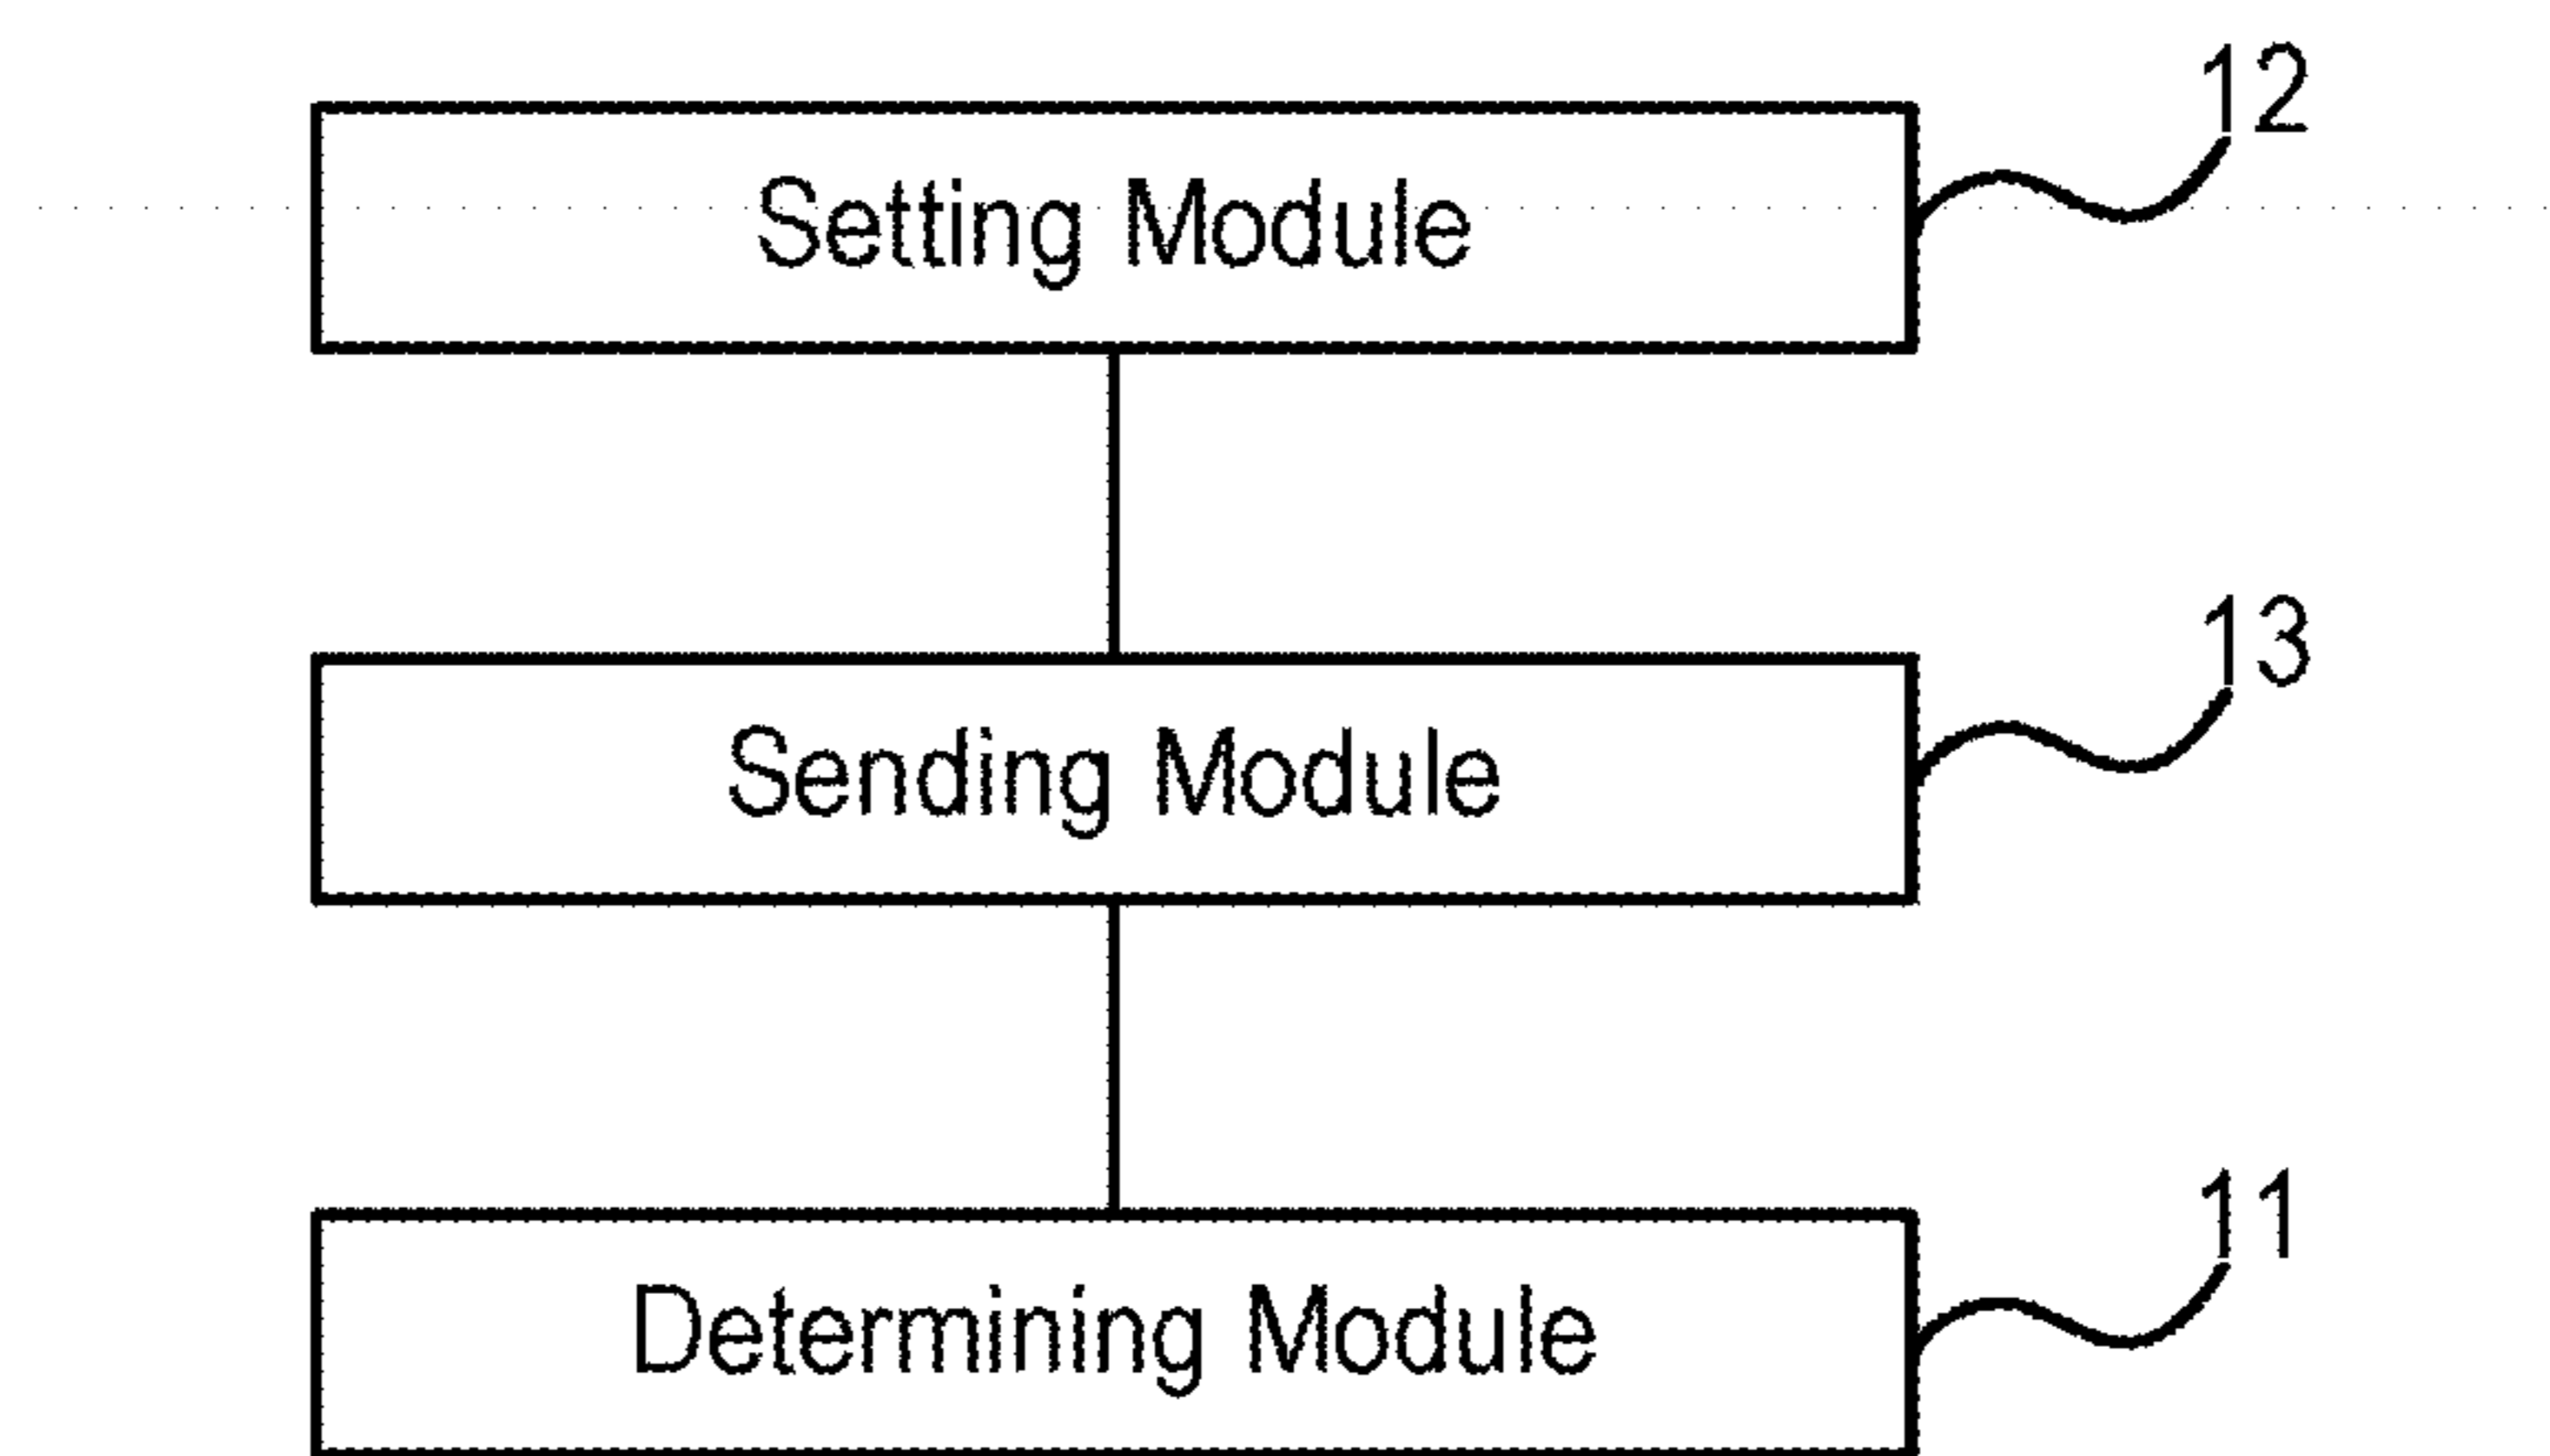 12
Setting Module
13
Sending Module
11
Determining Module